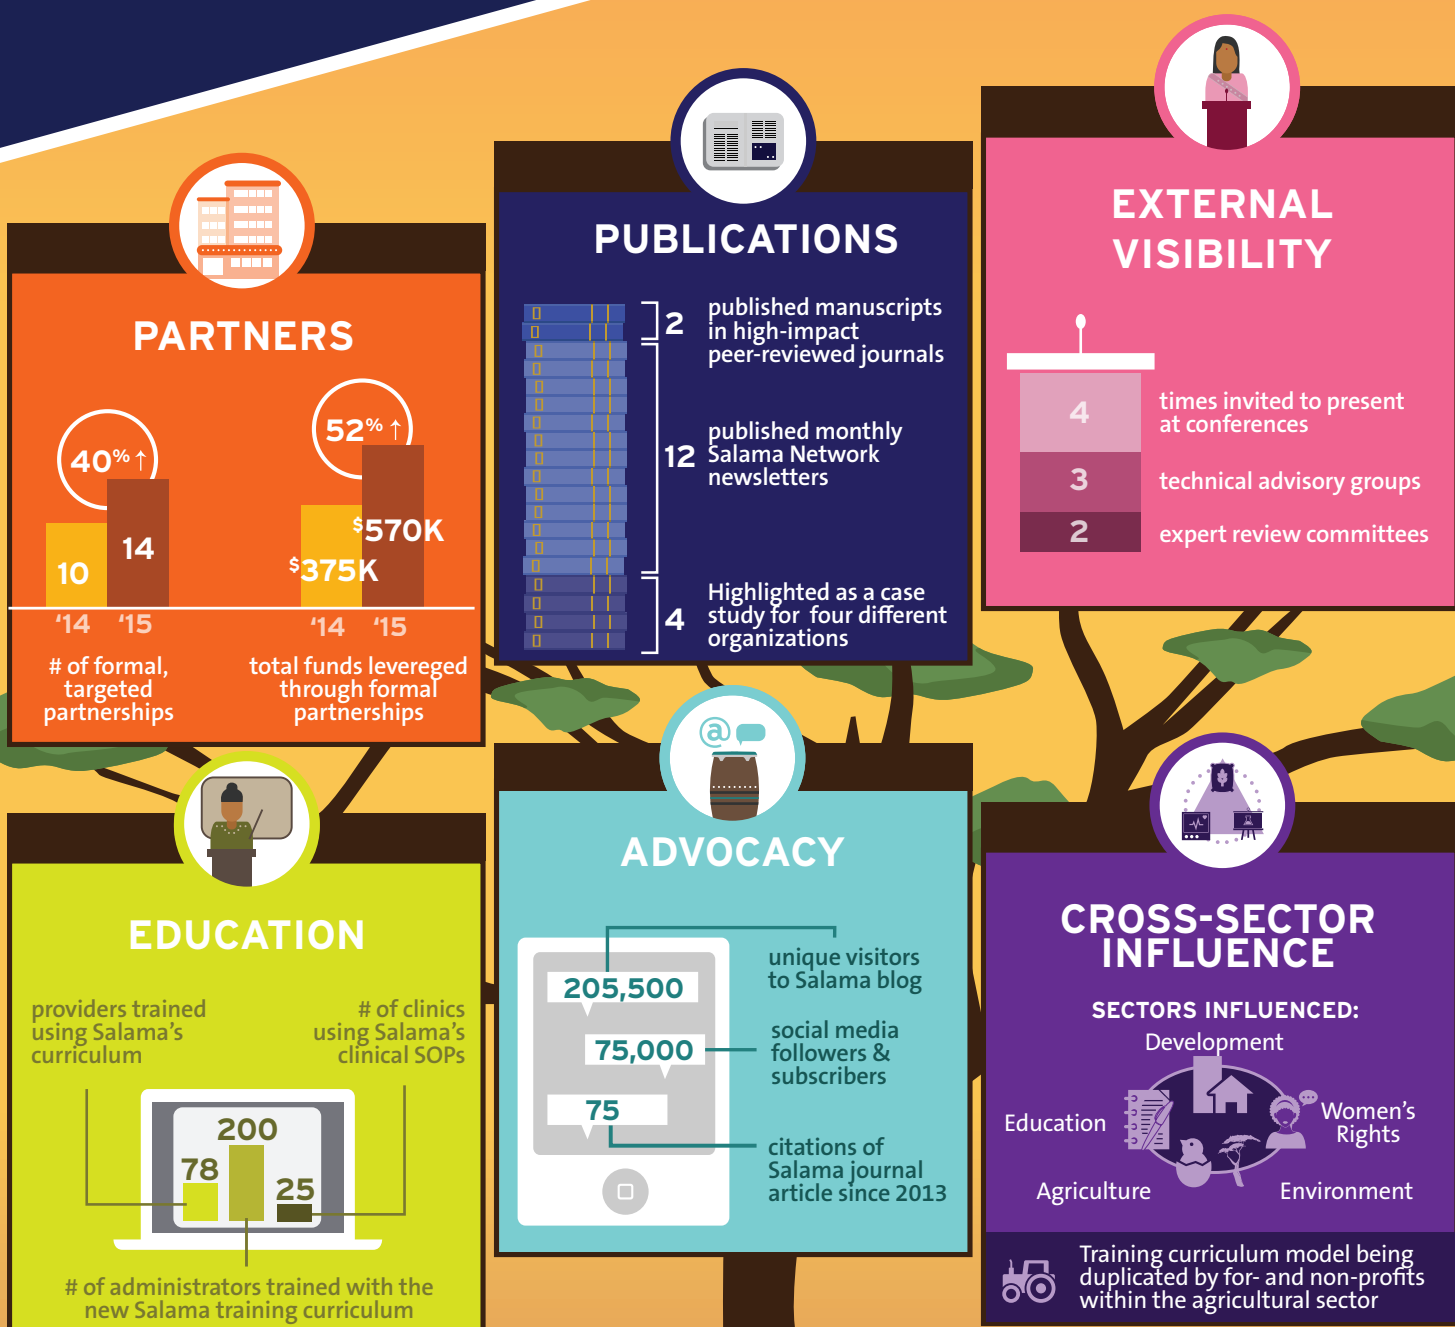 PARTNERS
40% ↑
52% ↑
10
14
$375K
$570K
‘14 ‘15
‘14 ‘15
# of formal,
targeted
partnerships
total funds levereged
through formal
partnerships
PUBLICATIONS
2
published manuscripts
in high-impact
peer-reviewed journals
12
published monthly
Salama Network
newsletters
4
Highlighted as a case
study for four different
organizations
EXTERNAL
VISIBILITY
4
times invited to present
at conferences
3
technical advisory groups
2
expert review committees
EDUCATION
providers trained
using Salama’s
curriculum
# of clinics
using Salama’s
clinical SOPs
78
200
25
# of administrators trained with the
new Salama training curriculum
@
ADVOCACY
205,500
unique visitors
to Salama blog
75,000
social media
followers &
subscribers
75
citations of
Salama journal
article since 2013
CROSS-SECTOR
INFLUENCE
SECTORS INFLUENCED:
Development
Education
Women’s
Rights
Agriculture
Environment
Training curriculum model being
duplicated by for- and non-profits
within the agricultural sector